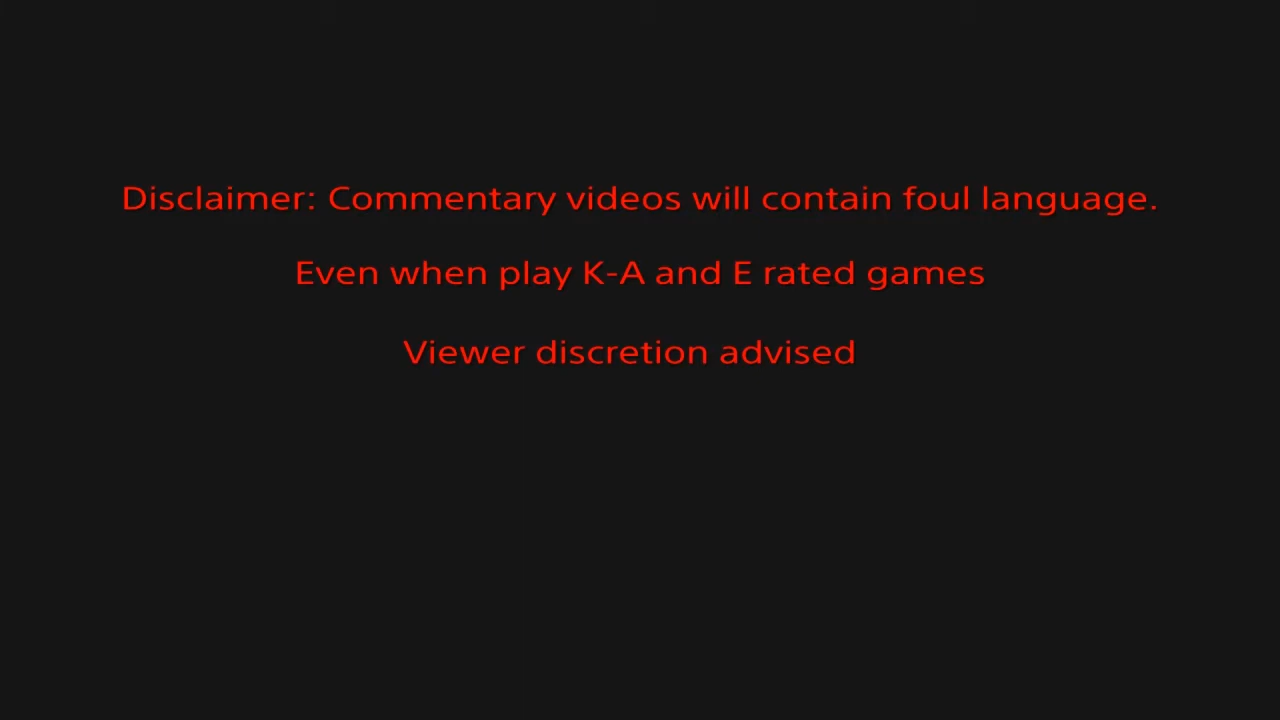 Disclaimer: Commentary videos will contain foul language.
Even when play K-A and E rated games
Viewer discretion advised